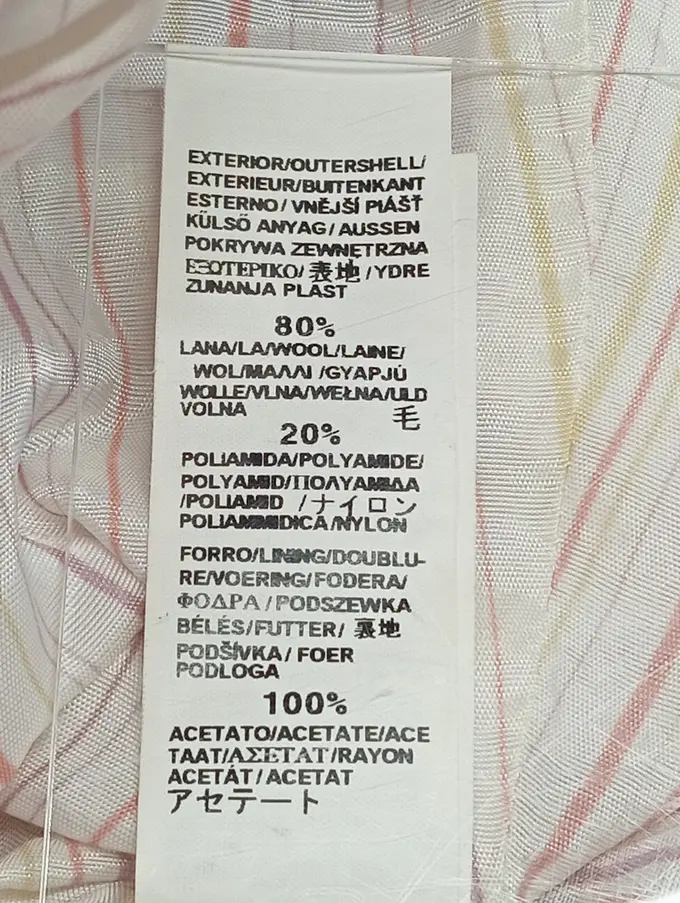 EXTERIOR/OUTERSHELL/
EXTERIEUR/BUITENKANT
ESTERNO/VNĚJŠÍ PLÁŠŤ
KÜLSŐ ANYAG/AUSSEN
POKRYWA ZEWNĘTRZNA
ΕΞΩΤΕΡΙΚΟ/表地/YDRE
ZUNANJA PLAST
80%
LANA/LA/WOOL/LAINE/
WOL/ΜΑΛΛΙ/GYAPJÚ
WOLLE/VLNA/WEŁNA/ULD
VOLNA 毛
20%
POLIAMIDA/POLYAMIDE/
POLYAMID/ΠΟΛΥΑΜΙΔΑ
/POLIAMID /ナイロン
POLIAMMIDICA/NYLON
FORRO/LINING/DOUBLU-
RE/VOERING/FODERA/
ΦΟΔΡΑ/PODSZEWKA
BÉLÉS/FUTTER/ 裏地
PODŠÍVKA/FOER
PODLOGA
100%
ACETATO/ACETATE/ACE
TAAT/ΑΣΕΤΑΤ/RAYON
ACETÁT/ACETAT
アセテート